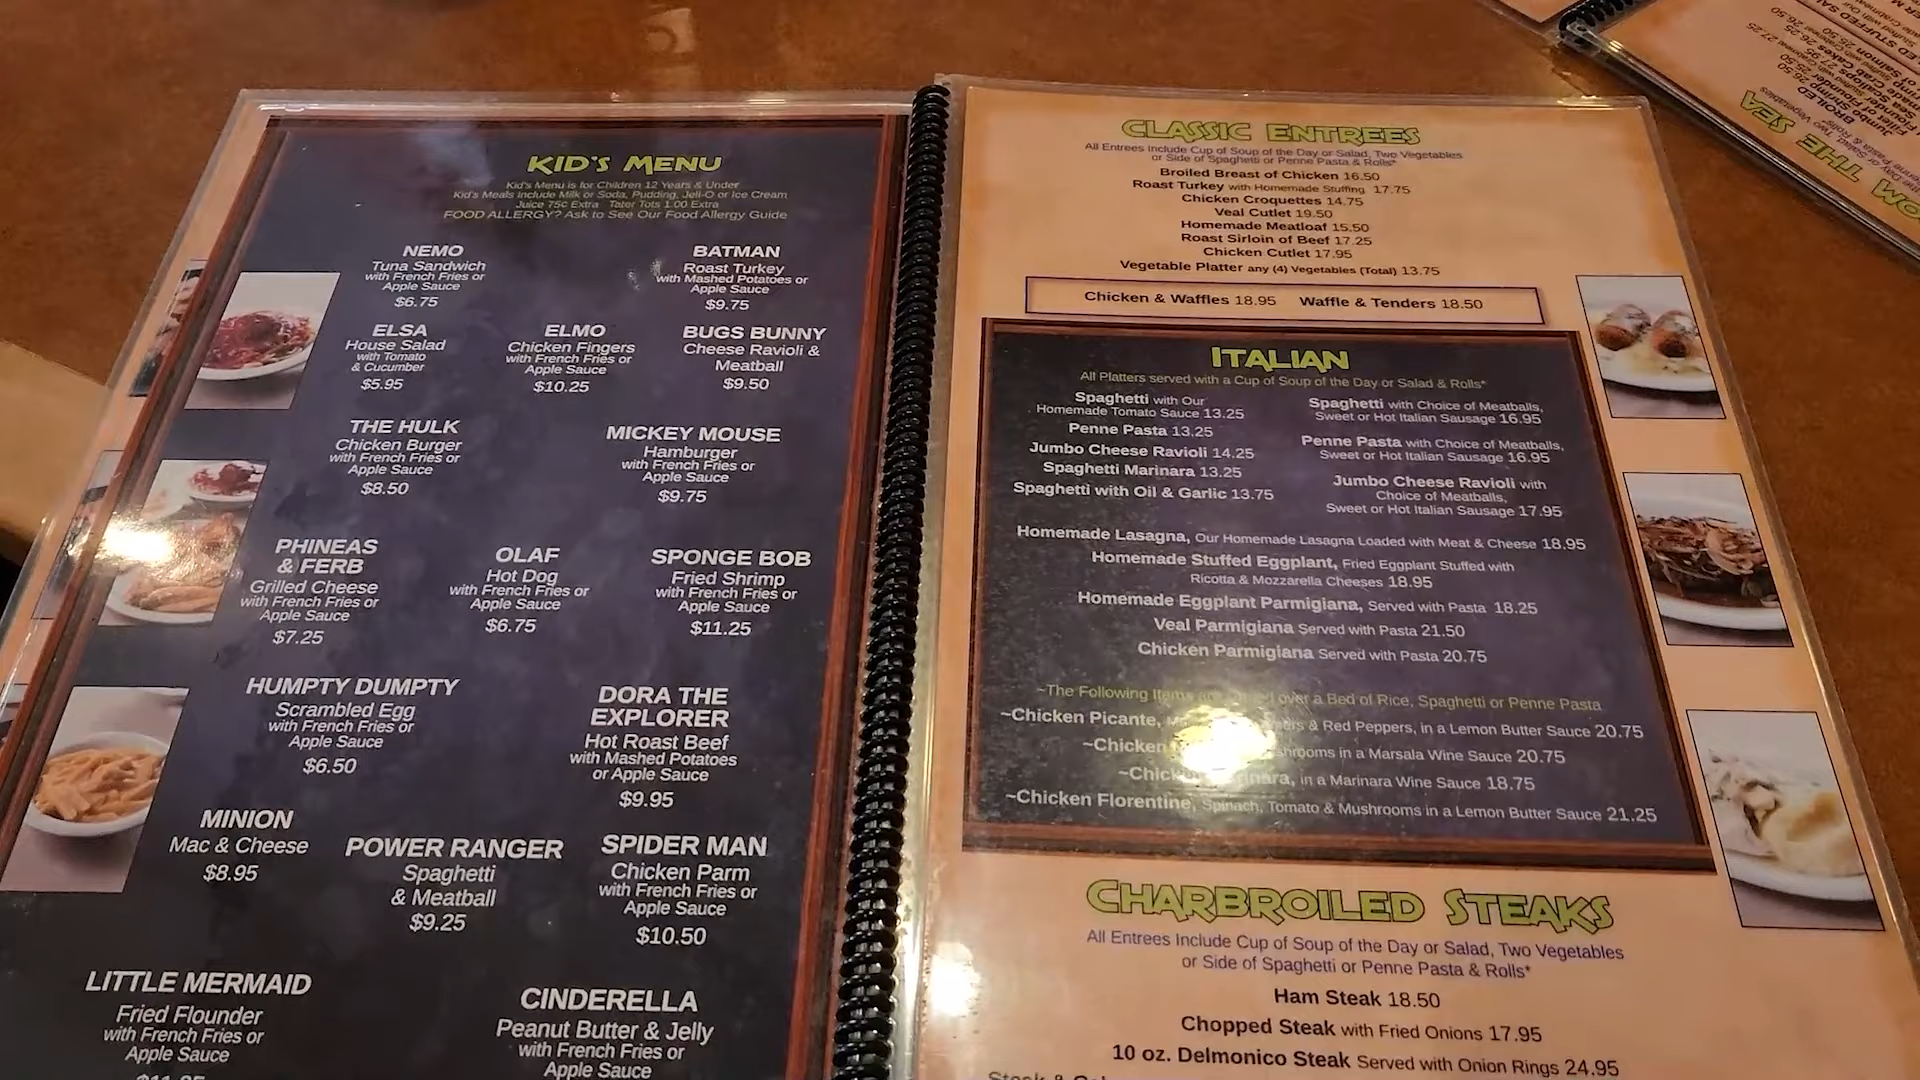 KID'S MENU
Kid's Menu is for Children 12 Years & Under
Kid's Meals Include Milk or Soda, Pudding, Jell-O or Ice Cream
Juice 75¢ Extra Tater Tots 1.00 Extra
FOOD ALLERGY? Ask to See Our Food Allergy Guide
NEMO
Tuna Sandwich
with French Fries or
Apple Sauce
$6.75
BATMAN
Roast Turkey
with Mashed Potatoes or
Apple Sauce
$9.75
ELSA
House Salad
with Tomato
& Cucumber
$5.95
ELMO
Chicken Fingers
with French Fries or
Apple Sauce
$10.25
BUGS BUNNY
Cheese Ravioli &
Meatball
$9.50
THE HULK
Chicken Burger
with French Fries or
Apple Sauce
$8.50
MICKEY MOUSE
Hamburger
with French Fries or
Apple Sauce
$9.75
PHINEAS
& FERB
Grilled Cheese
with French Fries or
Apple Sauce
$7.25
OLAF
Hot Dog
with French Fries or
Apple Sauce
$6.75
SPONGE BOB
Fried Shrimp
with French Fries or
Apple Sauce
$11.25
HUMPTY DUMPTY
Scrambled Egg
with French Fries or
Apple Sauce
$6.50
DORA THE
EXPLORER
Hot Roast Beef
with Mashed Potatoes
or Apple Sauce
$9.95
MINION
Mac & Cheese
$8.95
POWER RANGER
Spaghetti
& Meatball
$9.25
SPIDER MAN
Chicken Parm
with French Fries or
Apple Sauce
$10.50
LITTLE MERMAID
Fried Flounder
with French Fries or
Apple Sauce
CINDERELLA
Peanut Butter & Jelly
with French Fries or
Apple Sauce
CLASSIC ENTREES
All Entrees Include Cup of Soup of the Day or Salad, Two Vegetables
or Side of Spaghetti or Penne Pasta & Rolls*
Broiled Breast of Chicken 16.50
Roast Turkey with Homemade Stuffing 17.75
Chicken Croquettes 14.75
Veal Cutlet 19.50
Homemade Meatloaf 15.50
Roast Sirloin of Beef 17.25
Chicken Cutlet 17.95
Vegetable Platter any (4) Vegetables (Total) 13.75
Chicken & Waffles 18.95 Waffle & Tenders 18.50
ITALIAN
All Platters served with a Cup of Soup of the Day or Salad & Rolls*
Spaghetti with Our
Homemade Tomato Sauce 13.25
Penne Pasta 13.25
Jumbo Cheese Ravioli 14.25
Spaghetti Marinara 13.25
Spaghetti with Oil & Garlic 13.75
Spaghetti with Choice of Meatballs,
Sweet or Hot Italian Sausage 16.95
Penne Pasta with Choice of Meatballs,
Sweet or Hot Italian Sausage 16.95
Jumbo Cheese Ravioli with
Choice of Meatballs,
Sweet or Hot Italian Sausage 17.95
Homemade Lasagna, Our Homemade Lasagna Loaded with Meat & Cheese 18.95
Homemade Stuffed Eggplant, Fried Eggplant Stuffed with
Ricotta & Mozzarella Cheeses 18.95
Homemade Eggplant Parmigiana, Served with Pasta 18.25
Veal Parmigiana Served with Pasta 21.50
Chicken Parmigiana Served with Pasta 20.75
~The Following Items over a Bed of Rice, Spaghetti or Penne Pasta
~Chicken Picante, & Red Peppers, in a Lemon Butter Sauce 20.75
~Chicken in a Marsala Wine Sauce 20.75
in a Marinara Wine Sauce 18.75
~Chicken Florentine, Spinach, Tomato & Mushrooms in a Lemon Butter Sauce 21.25
CHARBROILED STEAKS
All Entrees Include Cup of Soup of the Day or Salad, Two Vegetables
or Side of Spaghetti or Penne Pasta & Rolls*
Ham Steak 18.50
Chopped Steak with Fried Onions 17.95
10 oz. Delmonico Steak Served with Onion Rings 24.95
THE SEA
BROILED